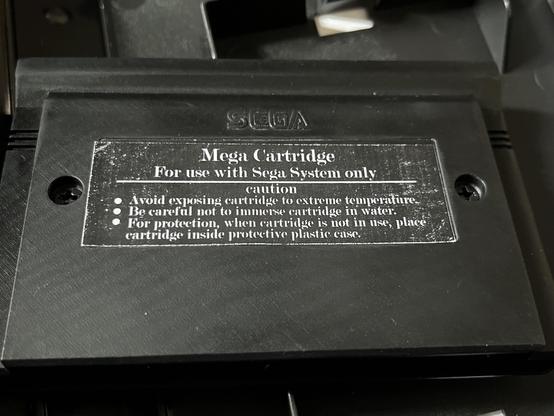 SEGA
Mega Cartridge
For use with Sega System only
caution
● Avoid exposing cartridge to extreme temperature.
● Be careful not to immerse cartridge in water.
● For protection, when cartridge is not in use, place
cartridge inside protective plastic case.